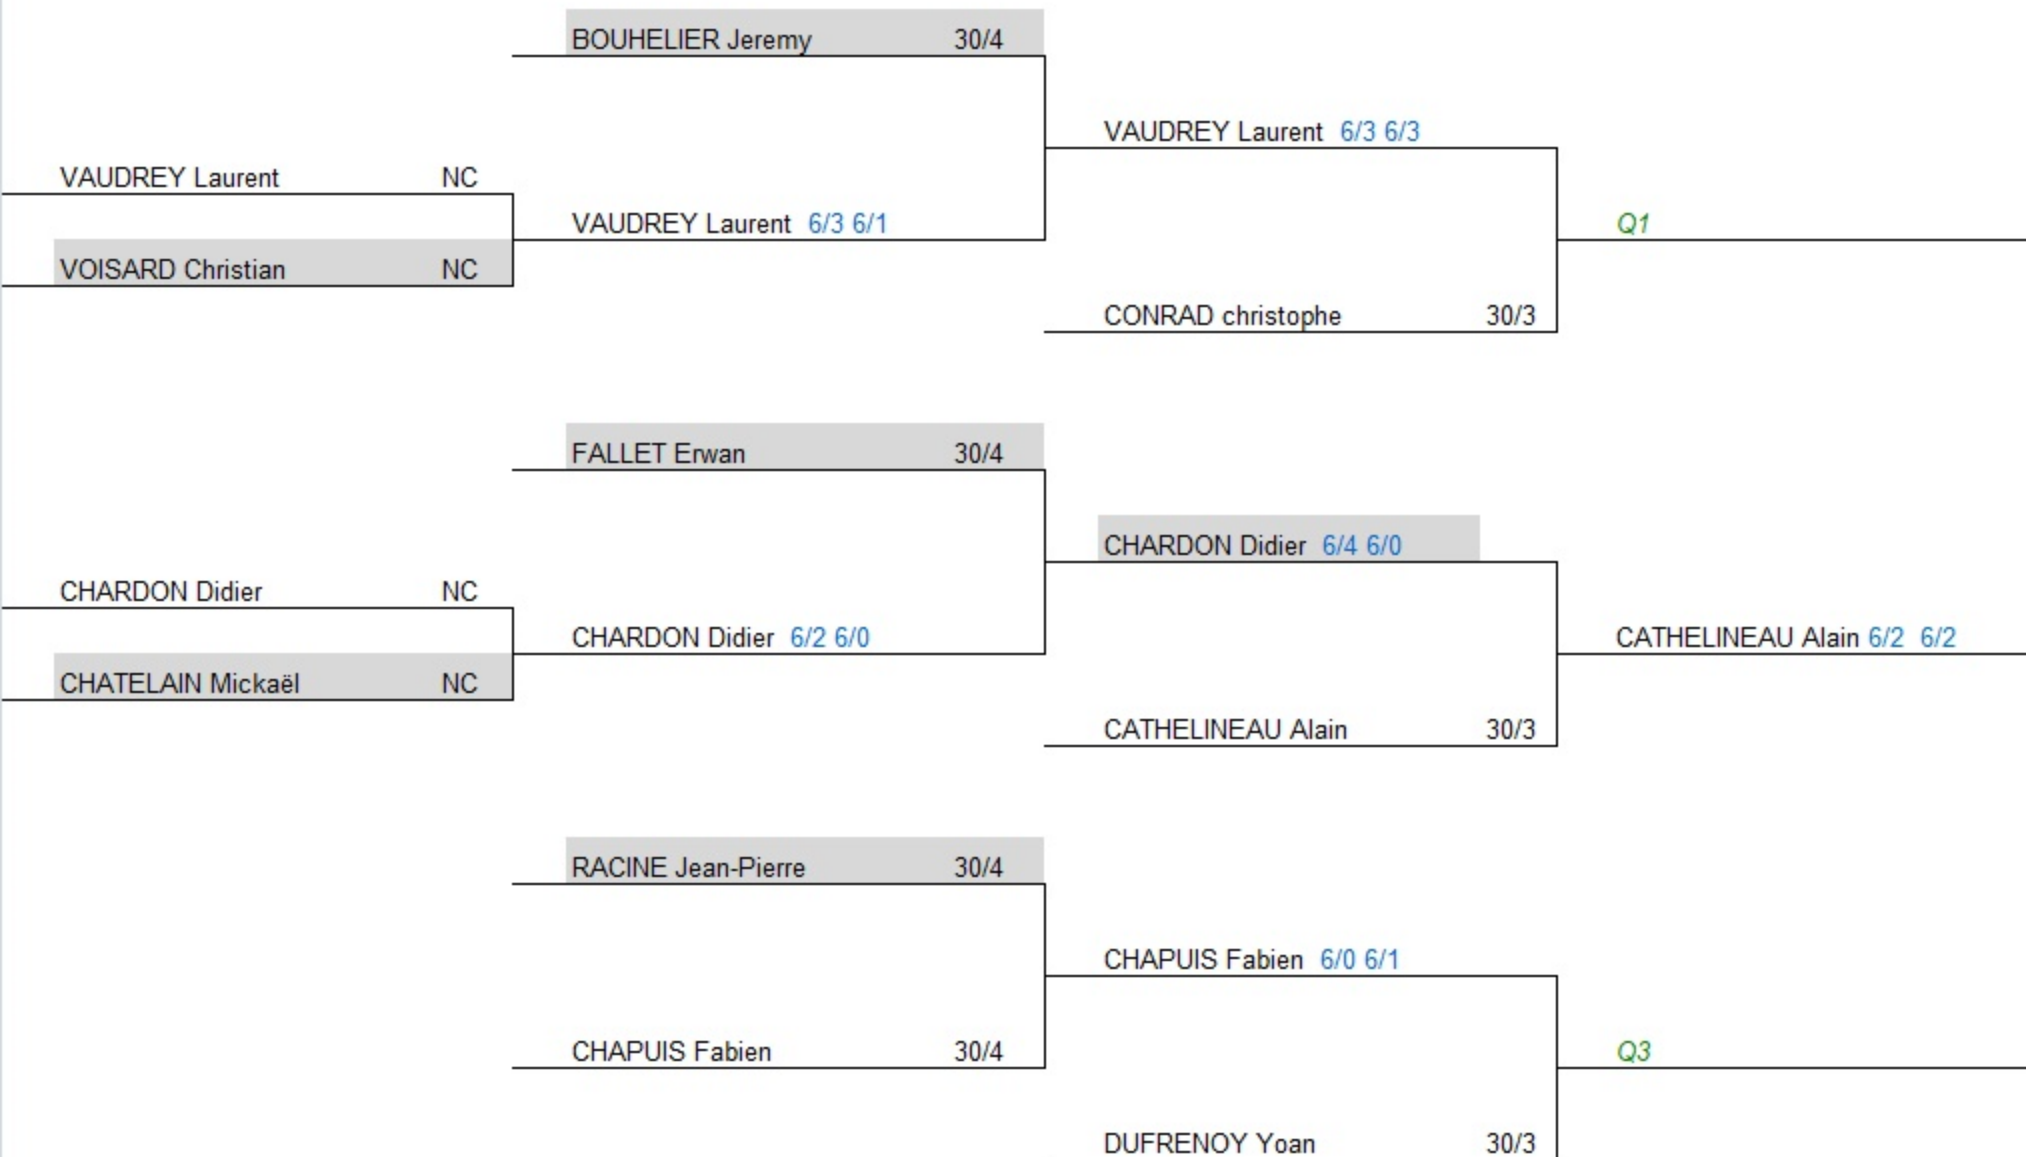 BOUHELIER Jeremy 30/4
VAUDREY Laurent 6/3 6/3
VAUDREY Laurent NC
VAUDREY Laurent 6/3 6/1
Q1
VOISARD Christian NC
CONRAD christophe 30/3
FALLET Erwan 30/4
CHARDON Didier 6/4 6/0
CHARDON Didier NC
CHARDON Didier 6/2 6/0
CATHELINEAU Alain 6/2 6/2
CHATELAIN Mickaël NC
CATHELINEAU Alain 30/3
RACINE Jean-Pierre 30/4
CHAPUIS Fabien 6/0 6/1
CHAPUIS Fabien 30/4
Q3
DUFRENOY Yoan 30/3